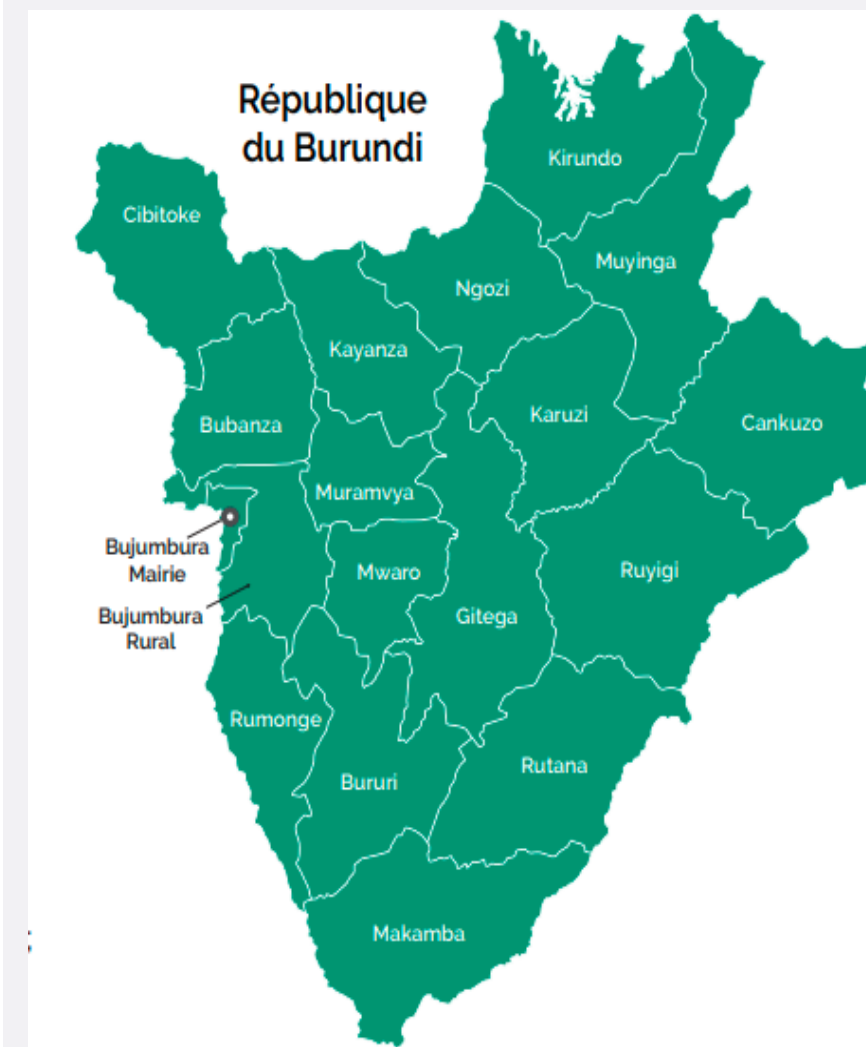 République
du Burundi
Kirundo
Cibitoke
Muyinga
Ngozi
Kayanza
Karuzi
Cankuzo
Bubanza
Muramvya
Bujumbura
Mairie
Mwaro
Ruyigi
Bujumbura
Rural
Gitega
Rumonge
Rutana
Bururi
Makamba